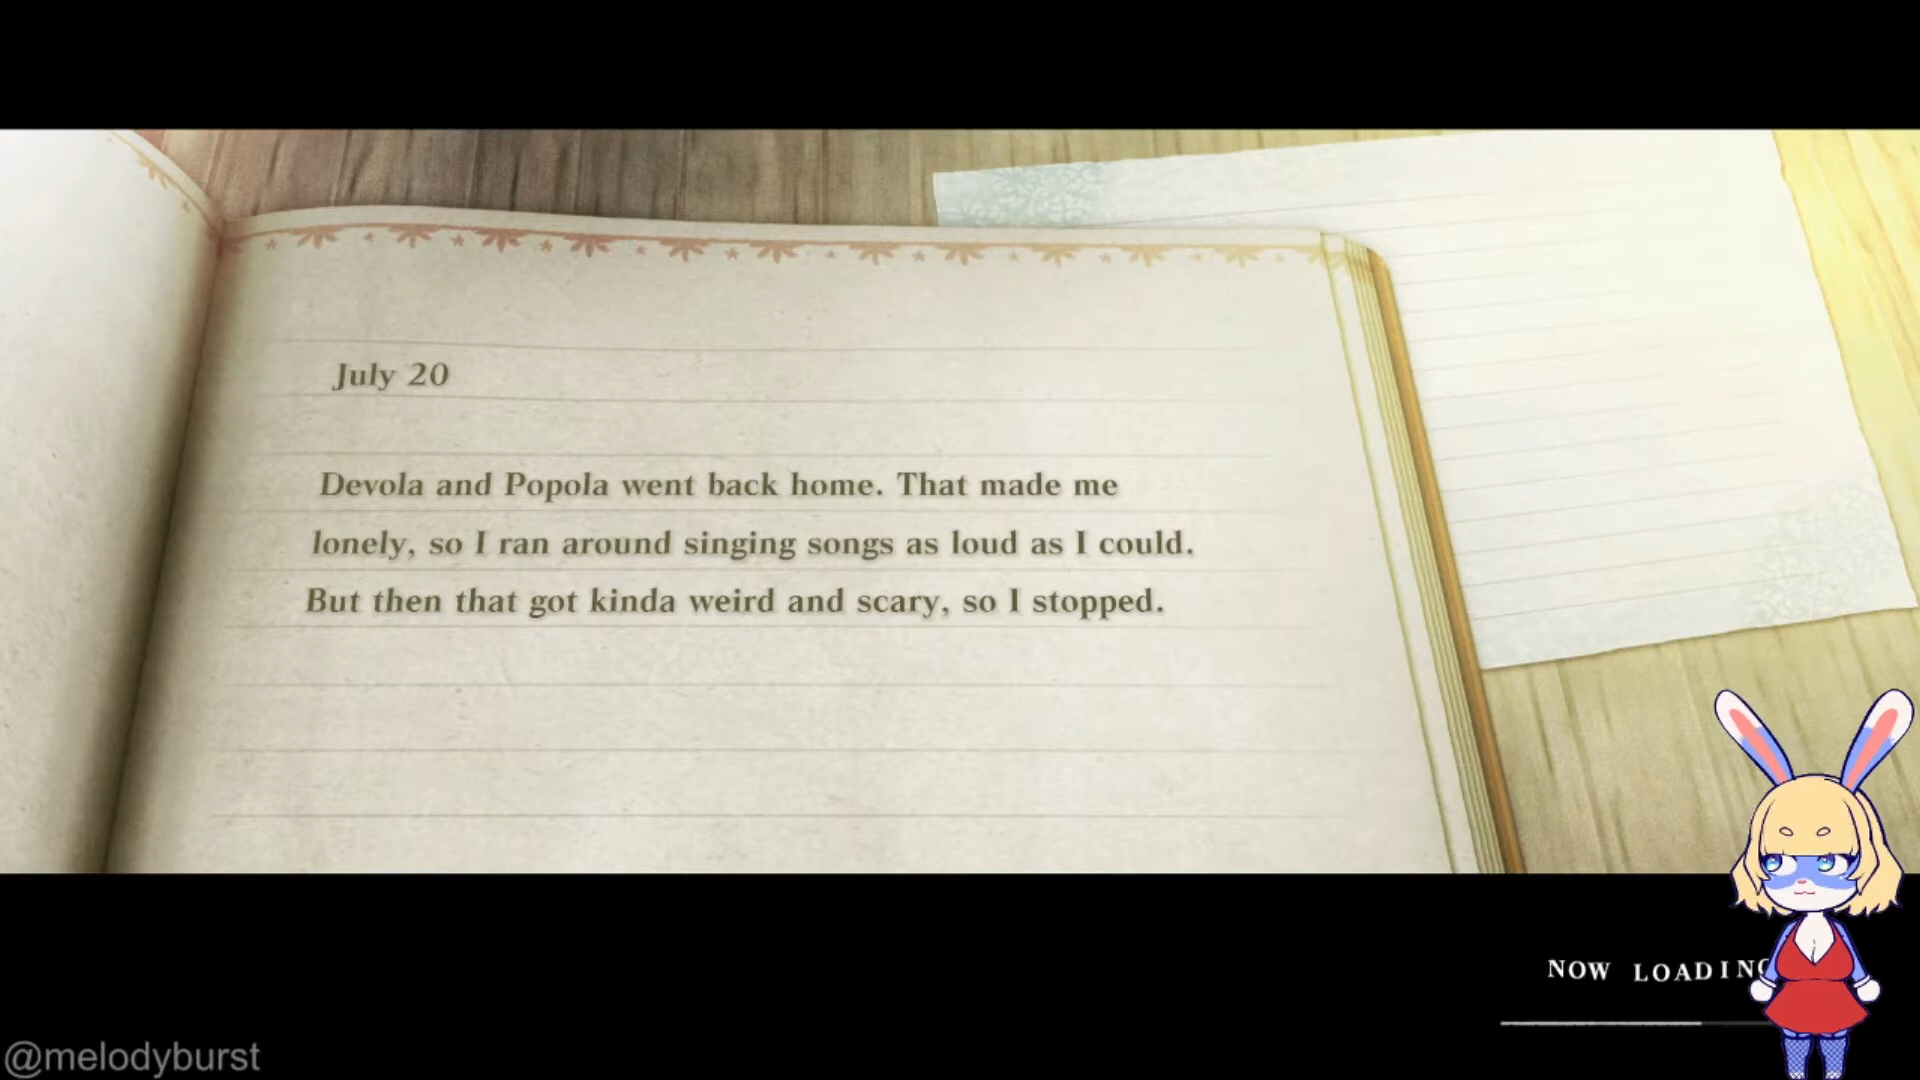 July 20
Devola and Popola went back home. That made me
lonely, so I ran around singing songs as loud as I could.
But then that got kinda weird and scary, so I stopped.
NOW LOADING
@melodyburst